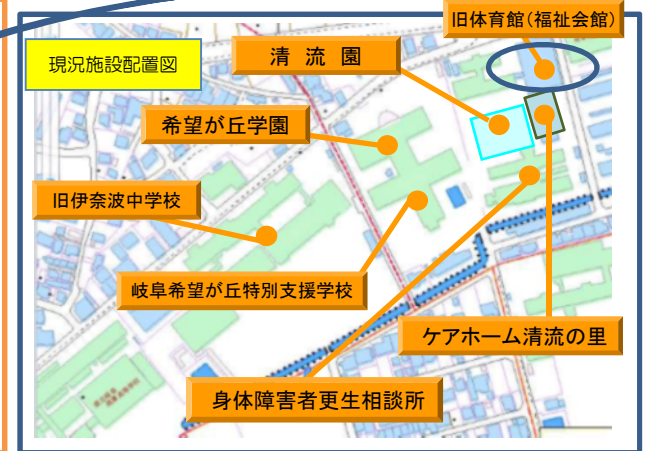 旧体育館(福祉会館)
現況施設配置図
清 流 園
希望が丘学園
旧伊奈波中学校
岐阜希望が丘特別支援学校
ケアホーム清流の里
身体障害者更生相談所